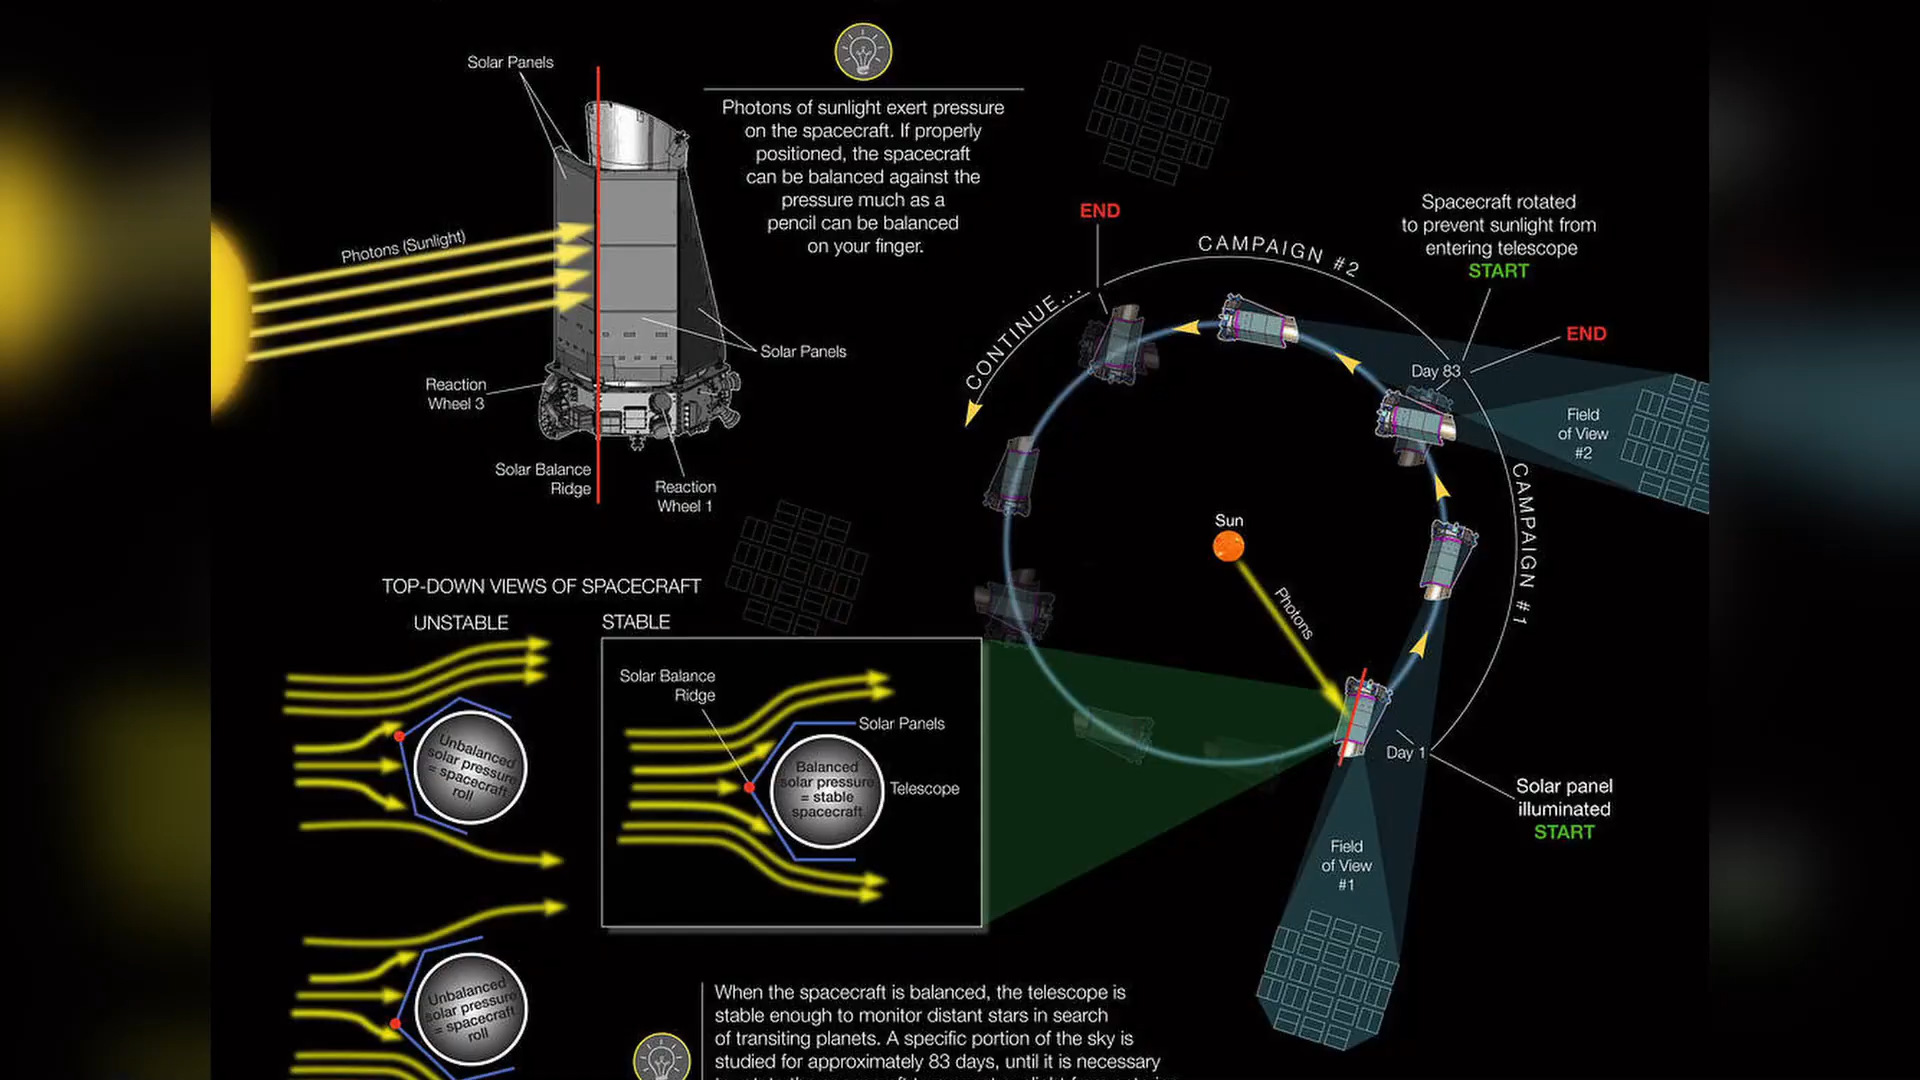 Solar Panels
Photons of sunlight exert pressure
on the spacecraft. If properly
positioned, the spacecraft
can be balanced against the
pressure much as a
pencil can be balanced
on your finger.
Photons (Sunlight)
Solar Panels
Reaction
Wheel 3
Solar Balance
Ridge
Reaction
Wheel 1
END
CAMPAIGN #2
CONTINUE...
Spacecraft rotated
to prevent sunlight from
entering telescope
START
END
Day 83
Field
of View
#2
CAMPAIGN #1
Sun
Photons
Day 1
Solar panel
illuminated
START
Field
of View
#1
TOP-DOWN VIEWS OF SPACECRAFT
UNSTABLE
STABLE
Unbalanced
solar pressure
= spacecraft
roll
Solar Balance
Ridge
Solar Panels
Balanced
solar pressure
= stable
spacecraft
Telescope
Unbalanced
solar pressure
= spacecraft
roll
When the spacecraft is balanced, the telescope is
stable enough to monitor distant stars in search
of transiting planets. A specific portion of the sky is
studied for approximately 83 days, until it is necessary